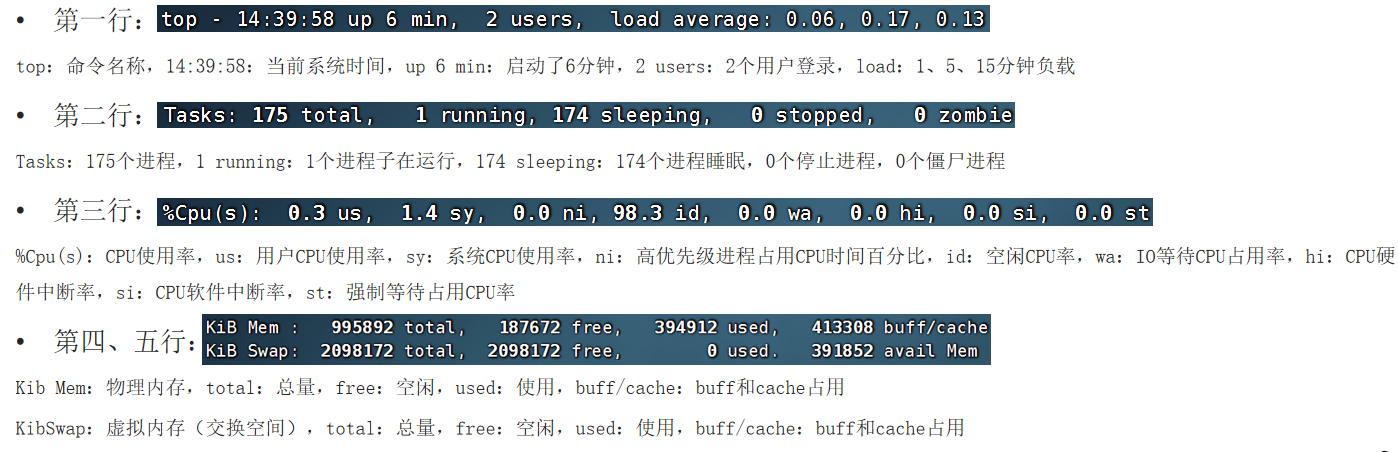 • 第一行：top - 14:39:58 up 6 min,  2 users,  load average: 0.06, 0.17, 0.13
top：命令名称，14:39:58：当前系统时间，up 6 min：启动了6分钟，2 users：2个用户登录，load：1、5、15分钟负载
• 第二行：Tasks: 175 total,   1 running, 174 sleeping,   0 stopped,   0 zombie
Tasks：175个进程，1 running：1个进程子在运行，174 sleeping：174个进程睡眠，0个停止进程，0个僵尸进程
• 第三行：%Cpu(s):  0.3 us,  1.4 sy,  0.0 ni, 98.3 id,  0.0 wa,  0.0 hi,  0.0 si,  0.0 st
%Cpu(s)：CPU使用率，us：用户CPU使用率，sy：系统CPU使用率，ni：高优先级进程占用CPU时间百分比，id：空闲CPU率，wa：IO等待CPU占用率，hi：CPU硬
件中断率，si：CPU软件中断率，st：强制等待占用CPU率
• 第四、五行：
KiB Mem :   995892 total,   187672 free,   394912 used,   413308 buff/cache
KiB Swap:  2098172 total,  2098172 free,        0 used.   391852 avail Mem
Kib Mem：物理内存，total：总量，free：空闲，used：使用，buff/cache：buff和cache占用
KibSwap：虚拟内存（交换空间），total：总量，free：空闲，used：使用，buff/cache：buff和cache占用